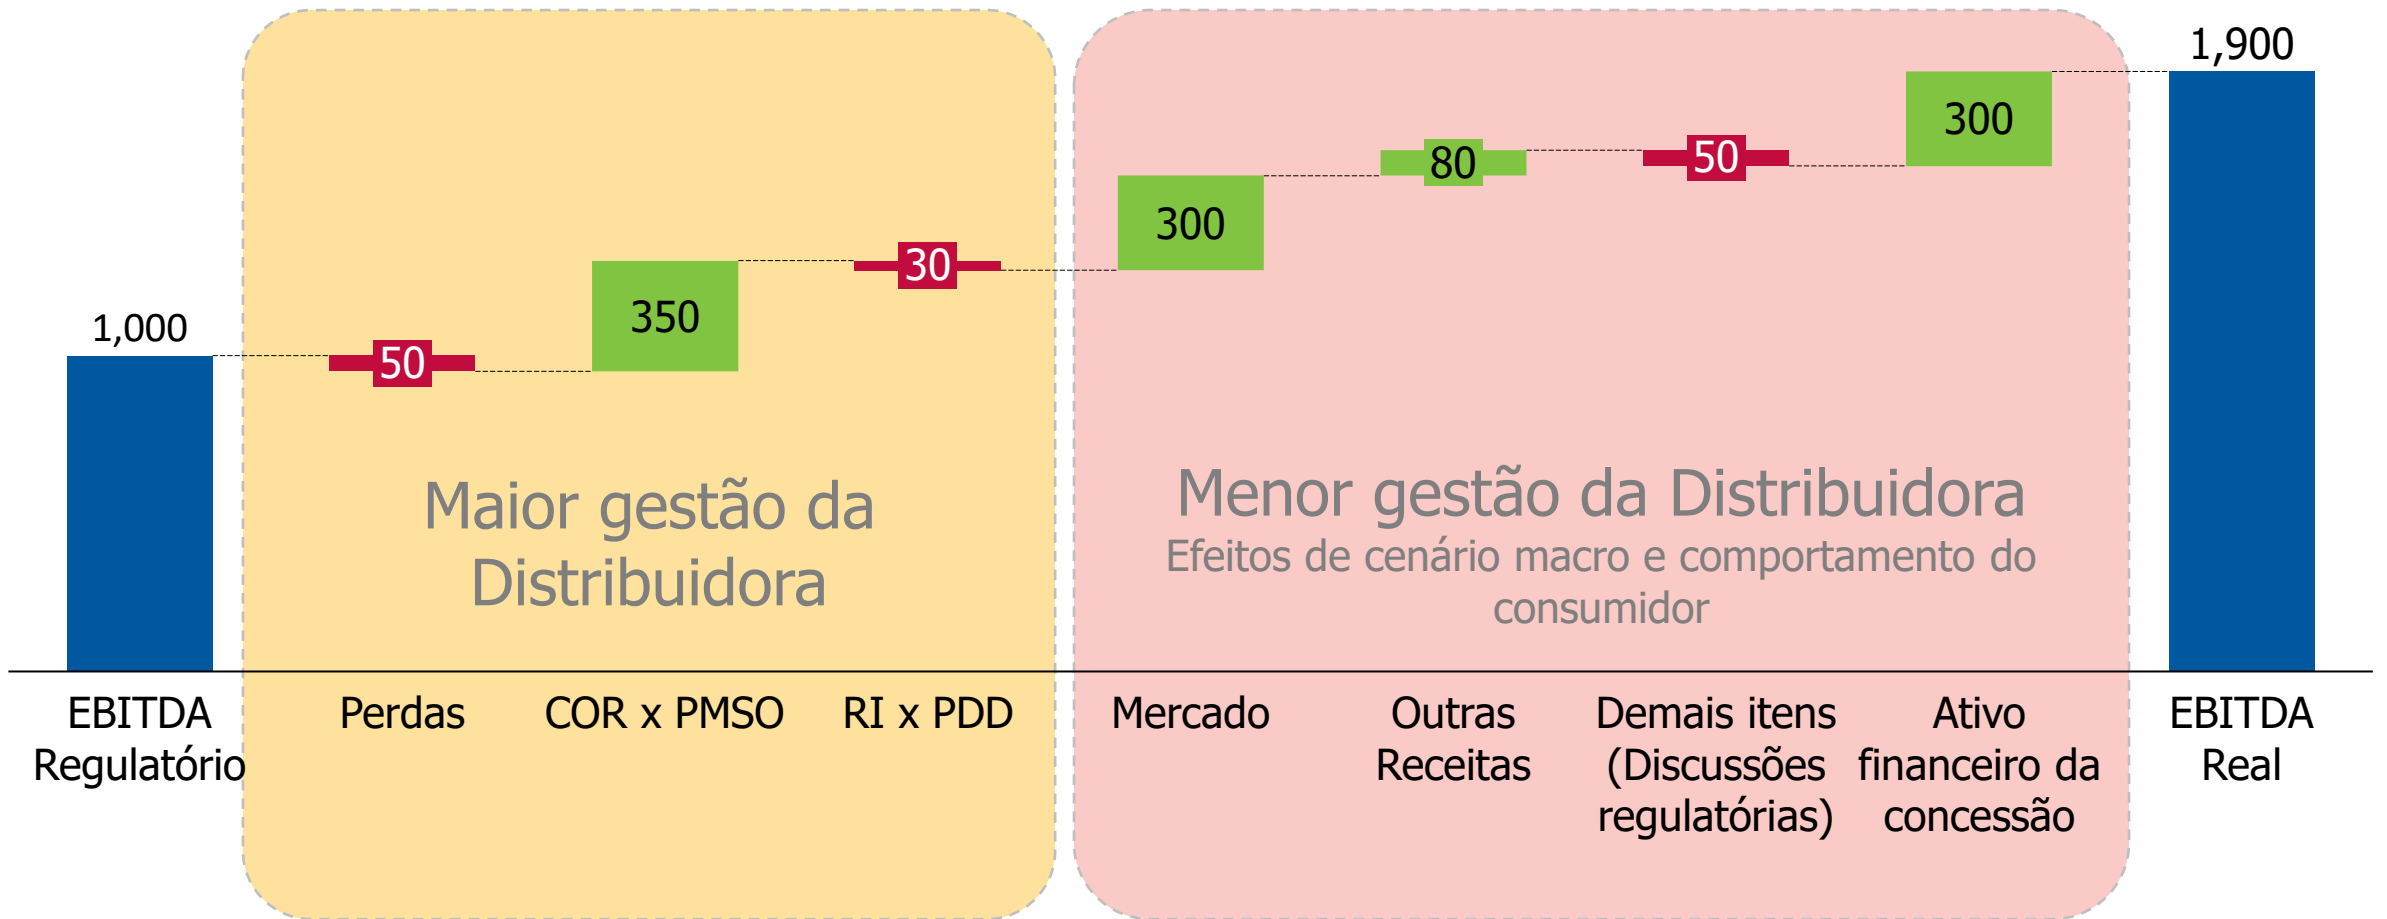 1,000
50
350
30
300
80
50
300
1,900
Maior gestão da
Distribuidora
Menor gestão da Distribuidora
Efeitos de cenário macro e comportamento do
consumidor
EBITDA
Regulatório
Perdas
COR x PMSO
RI x PDD
Mercado
Outras
Receitas
Demais itens
(Discussões
regulatórias)
Ativo
financeiro da
concessão
EBITDA
Real